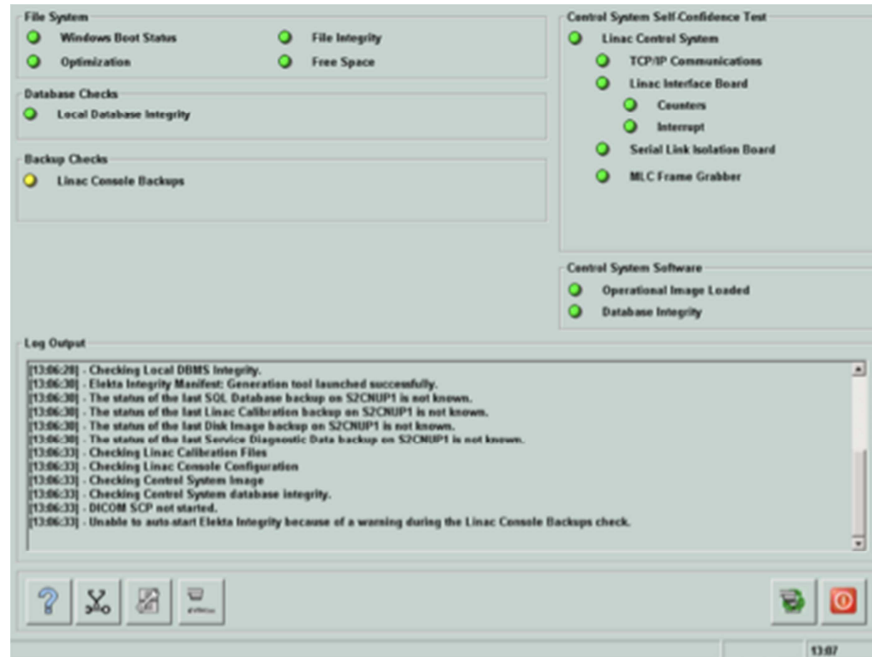 File System
Windows Boot Status
File Integrity
Optimization
Free Space
Database Checks
Local Database Integrity
Backup Checks
Linac Console Backups
Control System Self-Confidence Test
Linac Control System
TCP/IP Communications
Linac Interface Board
Counters
Interrupt
Serial Link Isolation Board
MLC Frame Grabber
Control System Software
Operational Image Loaded
Database Integrity
Log Output
[13:06:28] - Checking Local DBMS Integrity.
[13:06:30] - Elekta Integrity Manifest: Generation tool launched successfully.
[13:06:30] - The status of the last SQL Database backup on S2CNUP1 is not known.
[13:06:30] - The status of the last Linac Calibration backup on S2CNUP1 is not known.
[13:06:30] - The status of the last Disk Image backup on S2CNUP1 is not known.
[13:06:30] - The status of the last Service Diagnostic Data backup on S2CNUP1 is not known.
[13:06:33] - Checking Linac Calibration Files
[13:06:33] - Checking Linac Console Configuration
[13:06:33] - Checking Control System Image
[13:06:33] - Checking Control System database integrity.
[13:06:33] - DICOM SCP not started.
[13:06:33] - Unable to auto-start Elekta Integrity because of a warning during the Linac Console Backups check.
?
13:07